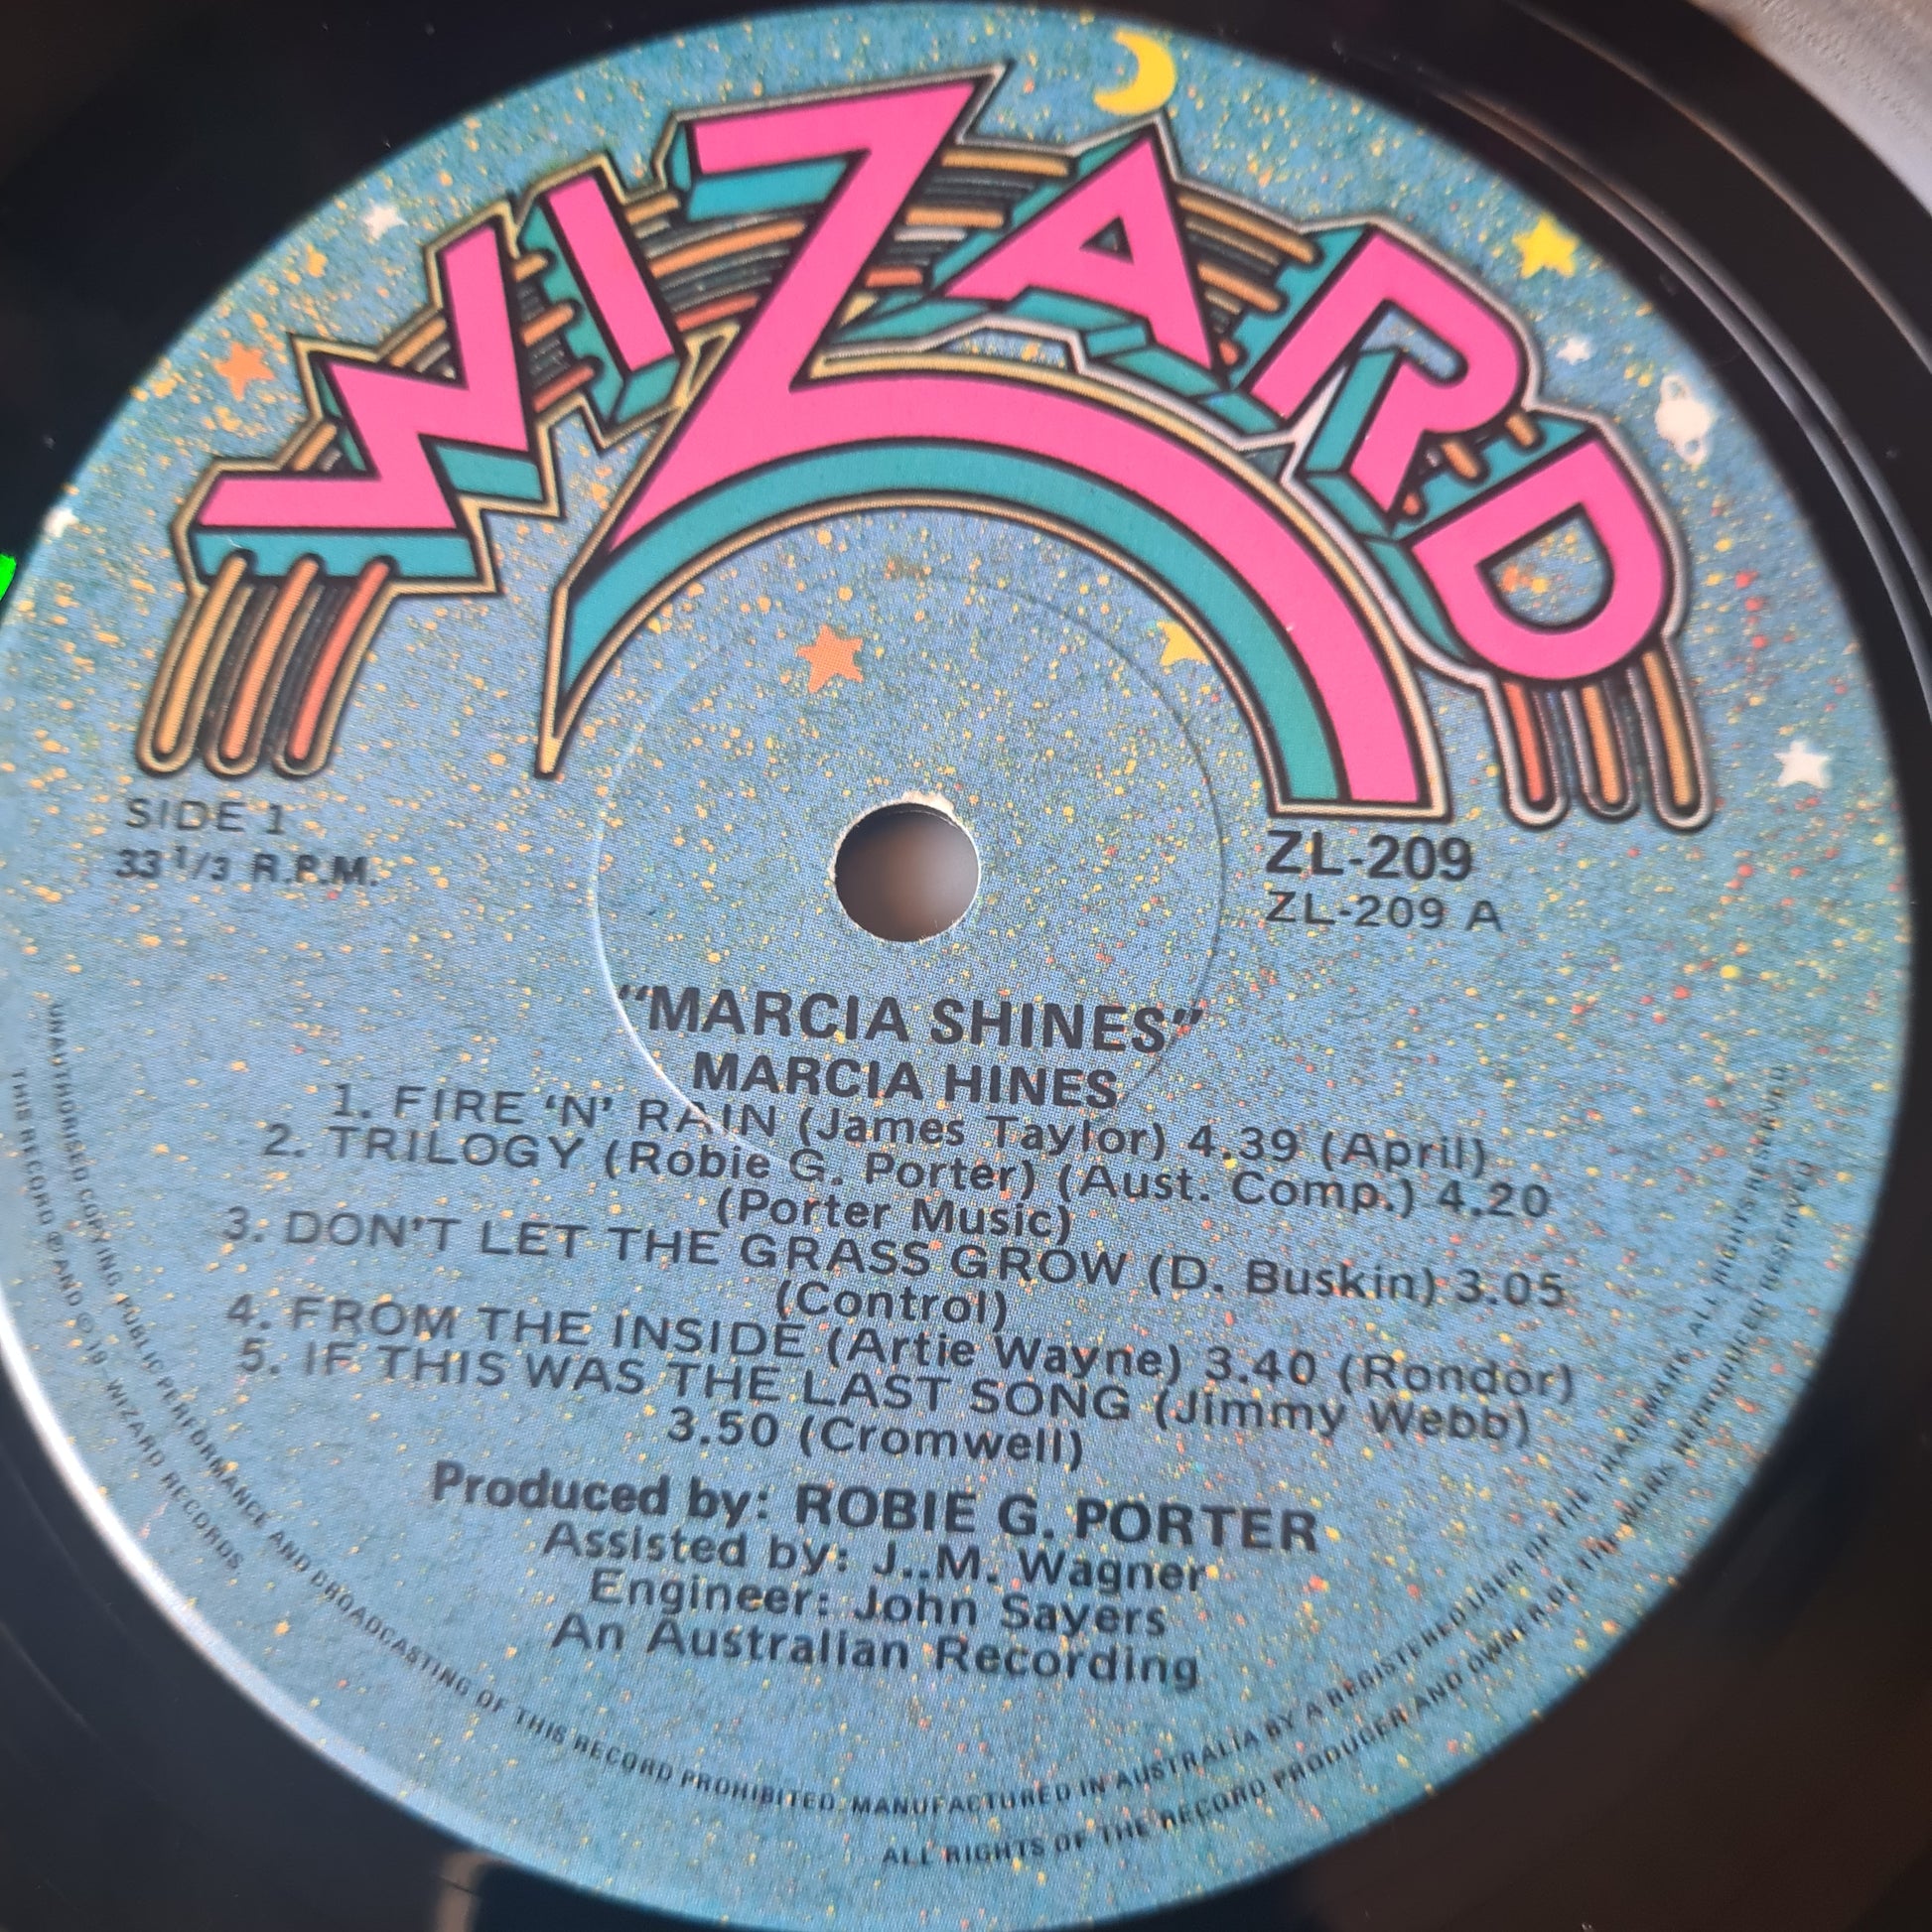 WIZARD
SIDE 1
33 1/3 R.P.M.
ZL-209
ZL-209 A
"MARCIA SHINES"
MARCIA HINES
1. FIRE 'N' RAIN (James Taylor) 4.39 (April)
2. TRILOGY (Robie G. Porter) (Aust. Comp.) 4.20
(Porter Music)
3. DON'T LET THE GRASS GROW (D. Buskin) 3.05
(Control)
4. FROM THE INSIDE (Artie Wayne) 3.40 (Rondor)
5. IF THIS WAS THE LAST SONG (Jimmy Webb)
3.50 (Cromwell)
Produced by: ROBIE G. PORTER
Assisted by: J..M. Wagner
Engineer: John Sayers
An Australian Recording
UNAUTHORISED COPYING, PUBLIC PERFORMANCE AND BROADCASTING OF THIS RECORD PROHIBITED. MANUFACTURED IN AUSTRALIA BY A REGISTERED USER OF THE TRADEMARK. ALL RIGHTS RESERVED
THIS RECORD ℗ AND © 19 WIZARD RECORDS.
ALL RIGHTS OF THE RECORD PRODUCER AND OWNER OF THE WORK REPRODUCED RESERVED